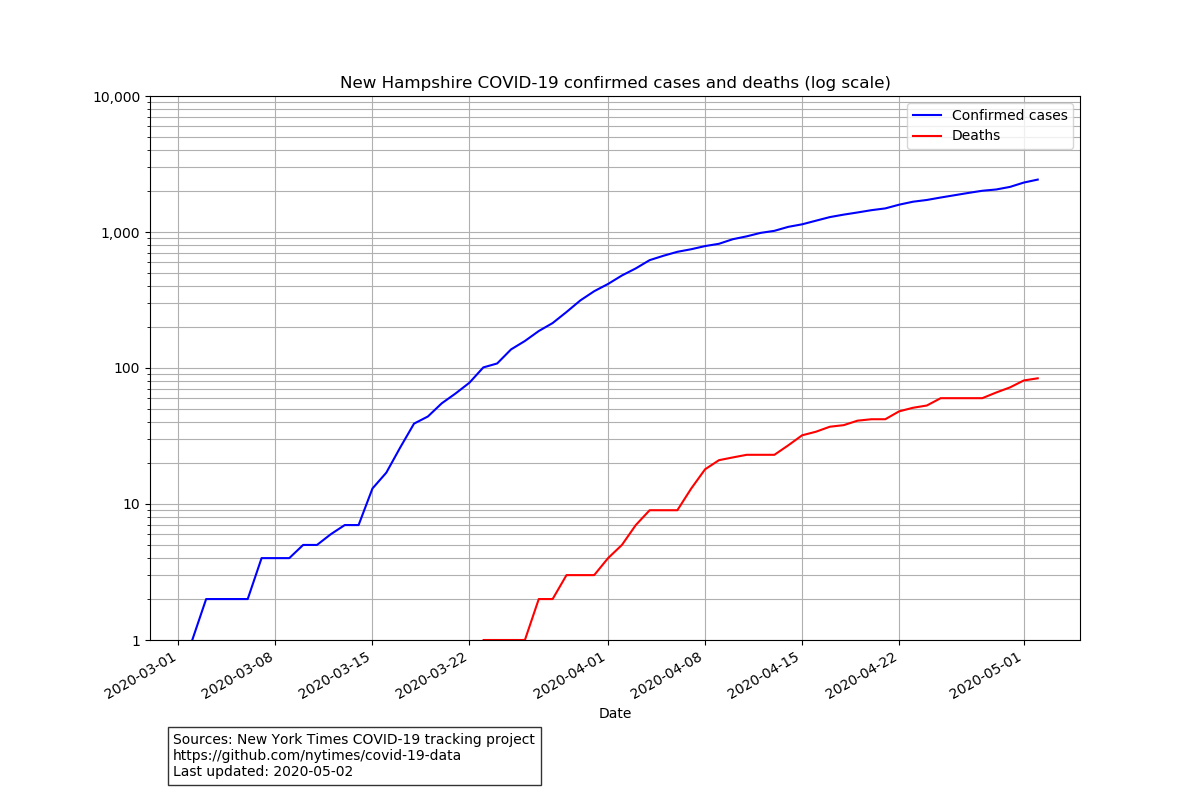 New Hampshire COVID-19 confirmed cases and deaths (log scale)
10,000
1,000
100
10
1
Confirmed cases
Deaths
2020-03-01
2020-03-08
2020-03-15
2020-03-22
2020-04-01
2020-04-08
2020-04-15
2020-04-22
2020-05-01
Date
Sources: New York Times COVID-19 tracking project
https://github.com/nytimes/covid-19-data
Last updated: 2020-05-02